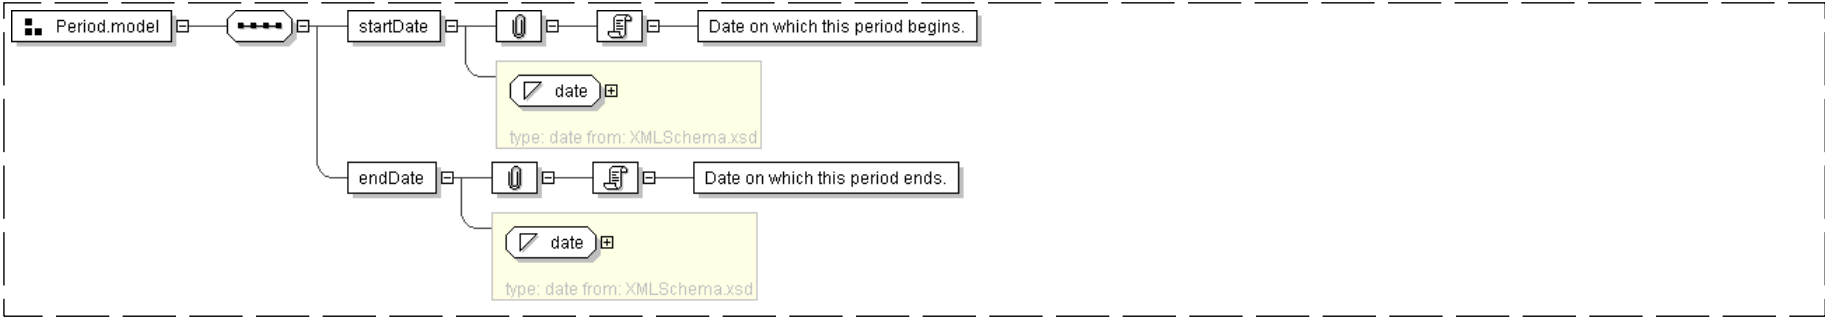 Period.model
startDate
Date on which this period begins.
date
type: date from: XMLSchema.xsd
endDate
Date on which this period ends.
date
type: date from: XMLSchema.xsd